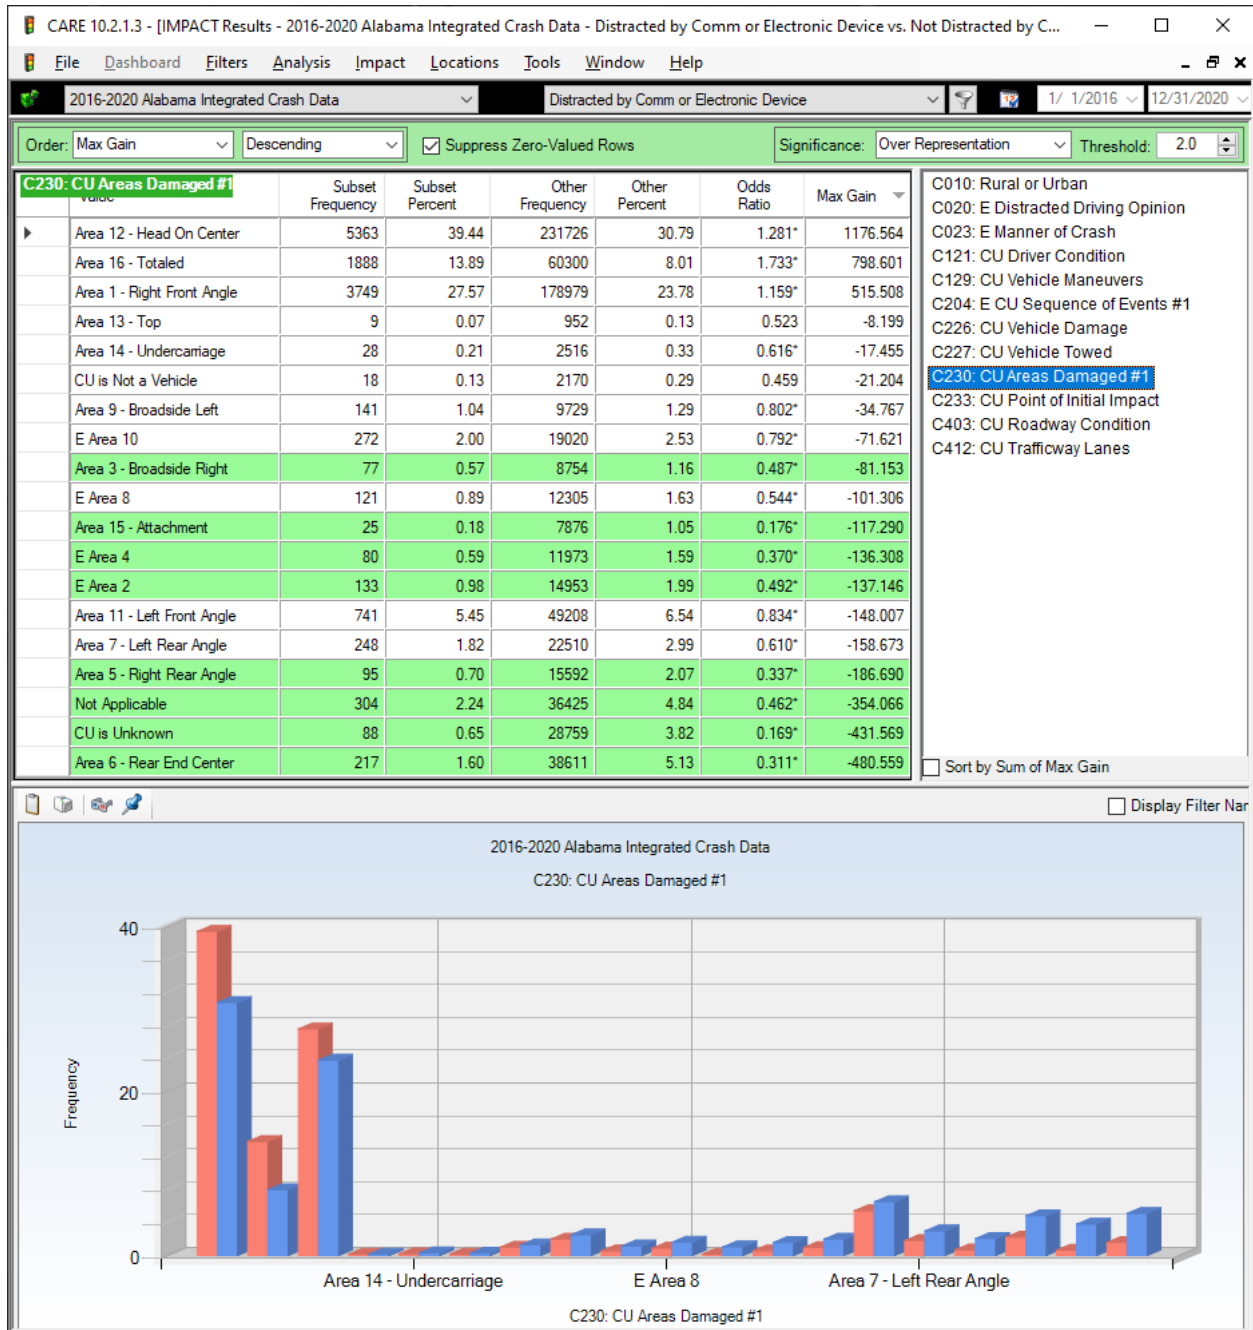 CARE 10.2.1.3 - [IMPACT Results - 2016-2020 Alabama Integrated Crash Data - Distracted by Comm or Electronic Device vs. Not Distracted by C...
File Dashboard Filters Analysis Impact Locations Tools Window Help
2016-2020 Alabama Integrated Crash Data Distracted by Comm or Electronic Device 1/ 1/2016 12/31/2020
Order: Max Gain Descending Suppress Zero-Valued Rows Significance: Over Representation Threshold: 2.0
C230: CU Areas Damaged #1
Value Subset Frequency Subset Percent Other Frequency Other Percent Odds Ratio Max Gain
Area 12 - Head On Center 5363 39.44 231726 30.79 1.281* 1176.564
Area 16 - Totaled 1888 13.89 60300 8.01 1.733* 798.601
Area 1 - Right Front Angle 3749 27.57 178979 23.78 1.159* 515.508
Area 13 - Top 9 0.07 952 0.13 0.523 -8.199
Area 14 - Undercarriage 28 0.21 2516 0.33 0.616* -17.455
CU is Not a Vehicle 18 0.13 2170 0.29 0.459 -21.204
Area 9 - Broadside Left 141 1.04 9729 1.29 0.802* -34.767
E Area 10 272 2.00 19020 2.53 0.792* -71.621
Area 3 - Broadside Right 77 0.57 8754 1.16 0.487* -81.153
E Area 8 121 0.89 12305 1.63 0.544* -101.306
Area 15 - Attachment 25 0.18 7876 1.05 0.176* -117.290
E Area 4 80 0.59 11973 1.59 0.370* -136.308
E Area 2 133 0.98 14953 1.99 0.492* -137.146
Area 11 - Left Front Angle 741 5.45 49208 6.54 0.834* -148.007
Area 7 - Left Rear Angle 248 1.82 22510 2.99 0.610* -158.673
Area 5 - Right Rear Angle 95 0.70 15592 2.07 0.337* -186.690
Not Applicable 304 2.24 36425 4.84 0.462* -354.066
CU is Unknown 88 0.65 28759 3.82 0.169* -431.569
Area 6 - Rear End Center 217 1.60 38611 5.13 0.311* -480.559
C010: Rural or Urban
C020: E Distracted Driving Opinion
C023: E Manner of Crash
C121: CU Driver Condition
C129: CU Vehicle Maneuvers
C204: E CU Sequence of Events #1
C226: CU Vehicle Damage
C227: CU Vehicle Towed
C230: CU Areas Damaged #1
C233: CU Point of Initial Impact
C403: CU Roadway Condition
C412: CU Trafficway Lanes
Sort by Sum of Max Gain
Display Filter Nar
2016-2020 Alabama Integrated Crash Data
C230: CU Areas Damaged #1
Frequency
40
20
0
Area 14 - Undercarriage E Area 8 Area 7 - Left Rear Angle
C230: CU Areas Damaged #1